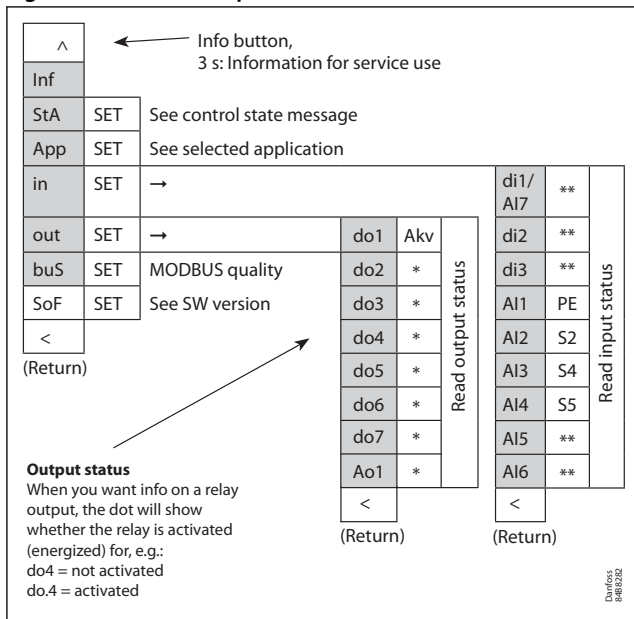 ^
Info button,
3 s: Information for service use
Inf
StA SET See control state message
App SET See selected application
in SET →
out SET →
buS SET MODBUS quality
SoF SET See SW version
<
(Return)
do1 Akv
do2 *
do3 *
do4 *
do5 *
do6 *
do7 *
Ao1 *
Read output status
<
(Return)
di1/
AI7 **
di2 **
di3 **
AI1 PE
AI2 S2
AI3 S4
AI4 S5
AI5 **
AI6 **
Read input status
<
(Return)
Output status
When you want info on a relay
output, the dot will show
whether the relay is activated
(energized) for, e.g.:
do4 = not activated
do.4 = activated
Danfoss
84B8282